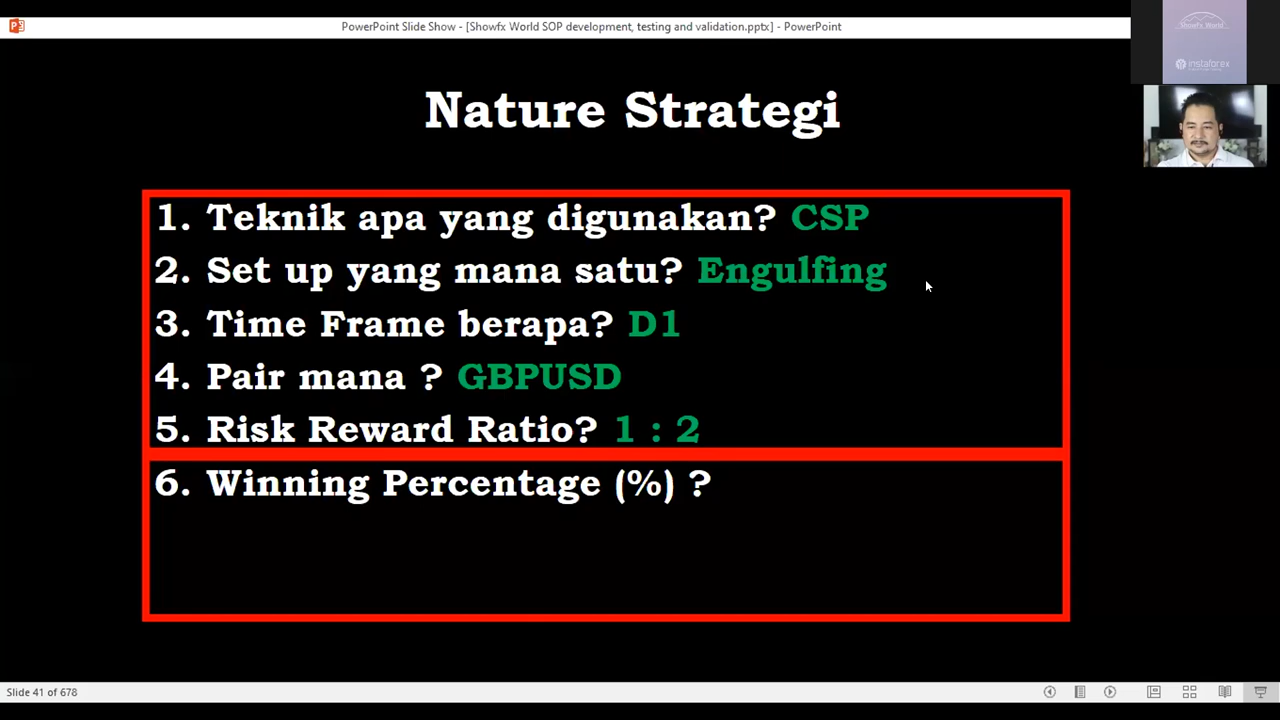 PowerPoint Slide Show - [Showfx World SOP development, testing and validation.pptx] - PowerPoint
Showfx World
instaforex
Nature Strategi
1. Teknik apa yang digunakan? CSP
2. Set up yang mana satu? Engulfing
3. Time Frame berapa? D1
4. Pair mana ? GBPUSD
5. Risk Reward Ratio? 1 : 2
6. Winning Percentage (%) ?
Slide 41 of 678